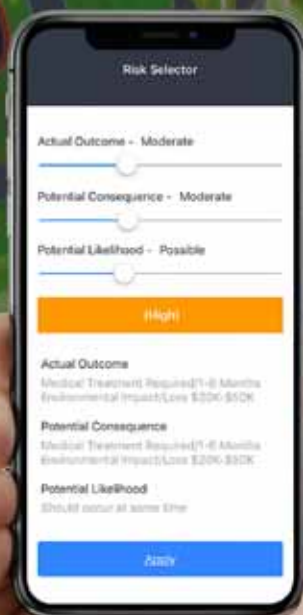 Risk Selector
Actual Outcome - Moderate
Potential Consequence - Moderate
Potential Likelihood - Possible
(High)
Actual Outcome
Medical Treatment Required/1-6 Months
Environmental Impact/Loss $20K-$50K
Potential Consequence
Medical Treatment Required/1-6 Months
Environmental Impact/Loss $20K-$50K
Potential Likelihood
Should occur at some time
Apply